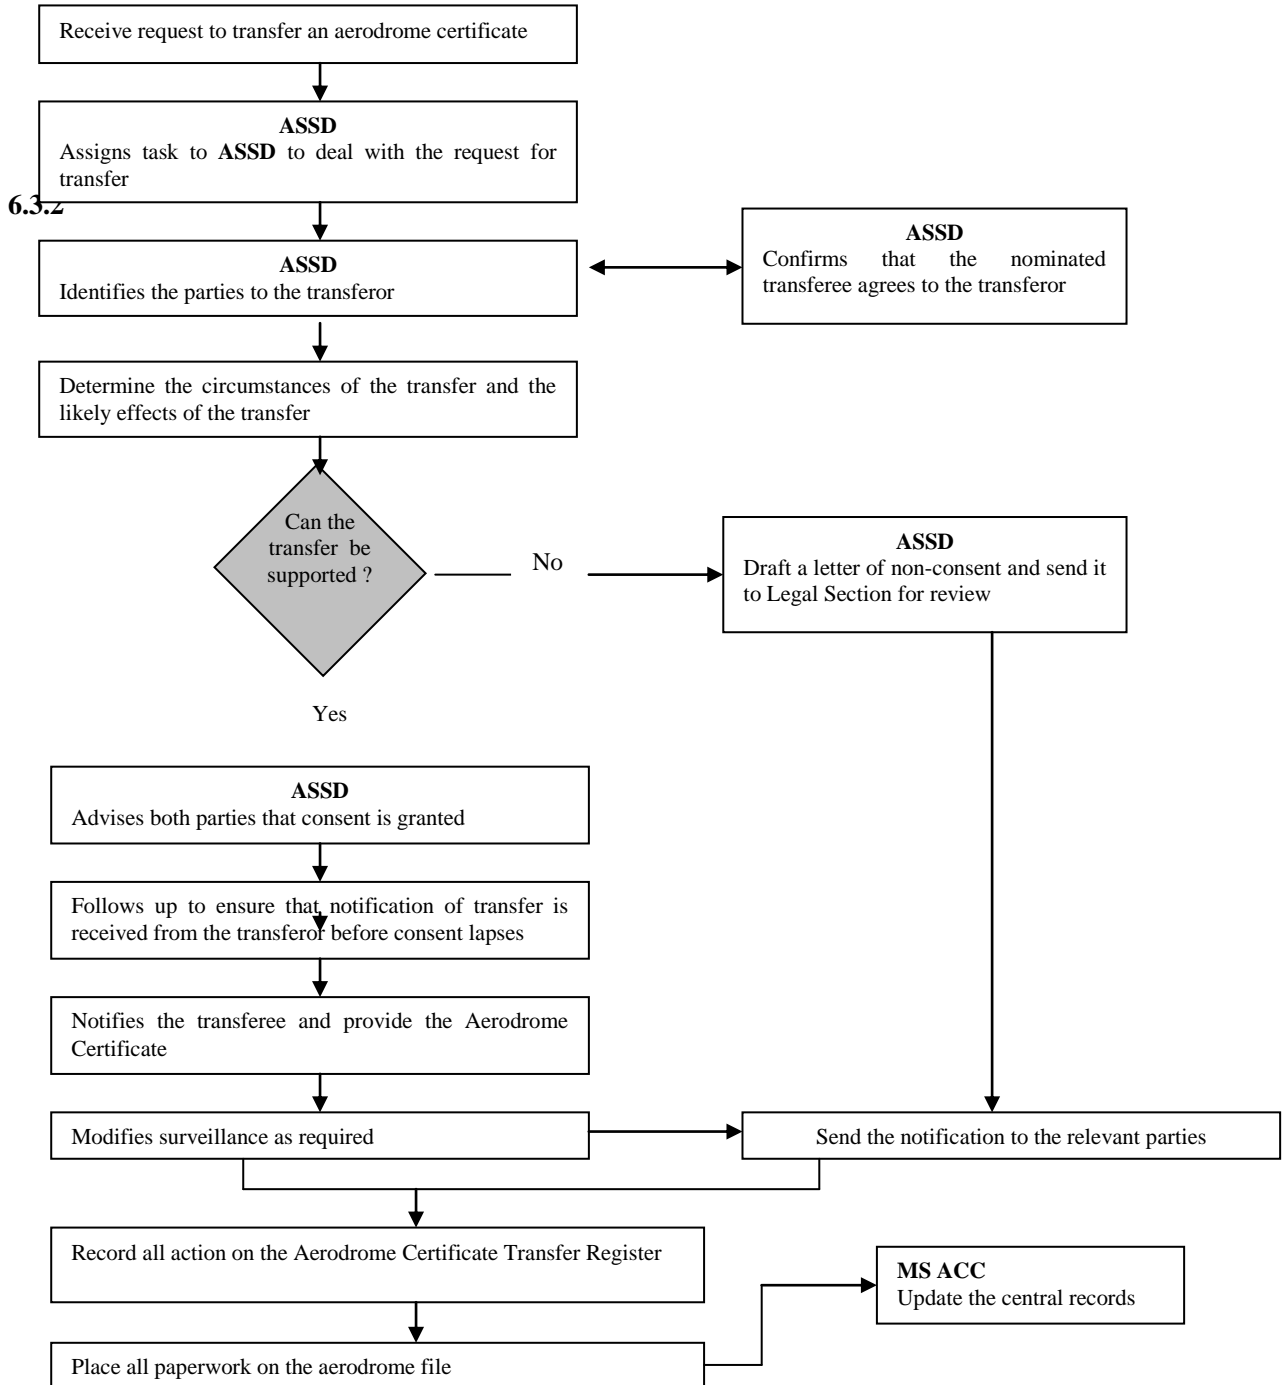 Receive request to transfer an aerodrome certificate
ASSD
Assigns task to ASSD to deal with the request for
transfer
6.3.2
ASSD
Identifies the parties to the transferor
ASSD
Confirms that the nominated
transferee agrees to the transferor
Determine the circumstances of the transfer and the
likely effects of the transfer
Can the
transfer be
supported ?
No
ASSD
Draft a letter of non-consent and send it
to Legal Section for review
Yes
ASSD
Advises both parties that consent is granted
Follows up to ensure that notification of transfer is
received from the transferor before consent lapses
Notifies the transferee and provide the Aerodrome
Certificate
Modifies surveillance as required
Send the notification to the relevant parties
Record all action on the Aerodrome Certificate Transfer Register
MS ACC
Update the central records
Place all paperwork on the aerodrome file